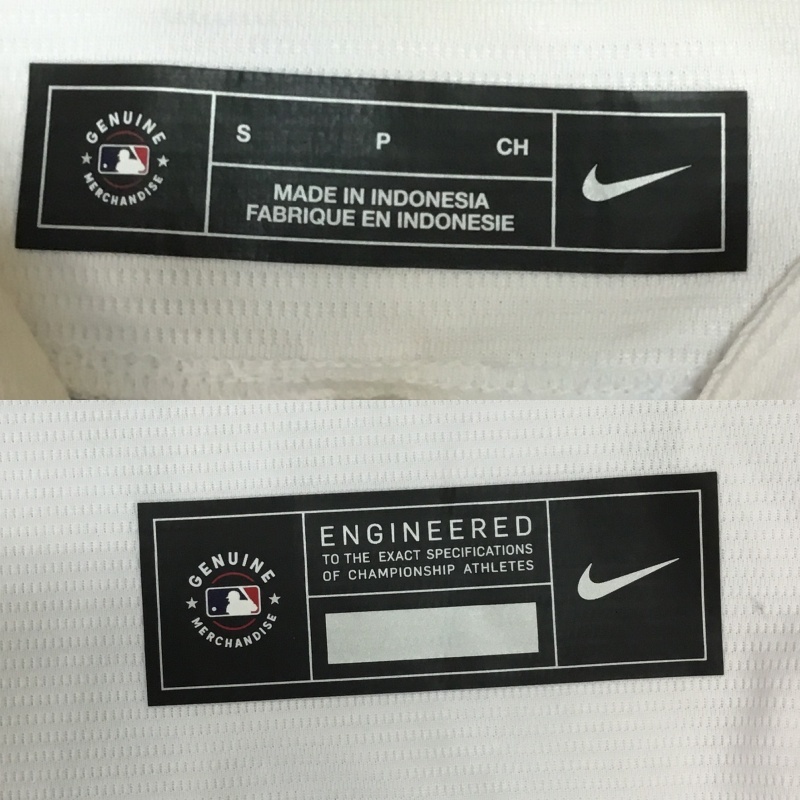 GENUINE
MERCHANDISE
S P CH
MADE IN INDONESIA
FABRIQUE EN INDONESIE
GENUINE
MERCHANDISE
ENGINEERED
TO THE EXACT SPECIFICATIONS
OF CHAMPIONSHIP ATHLETES